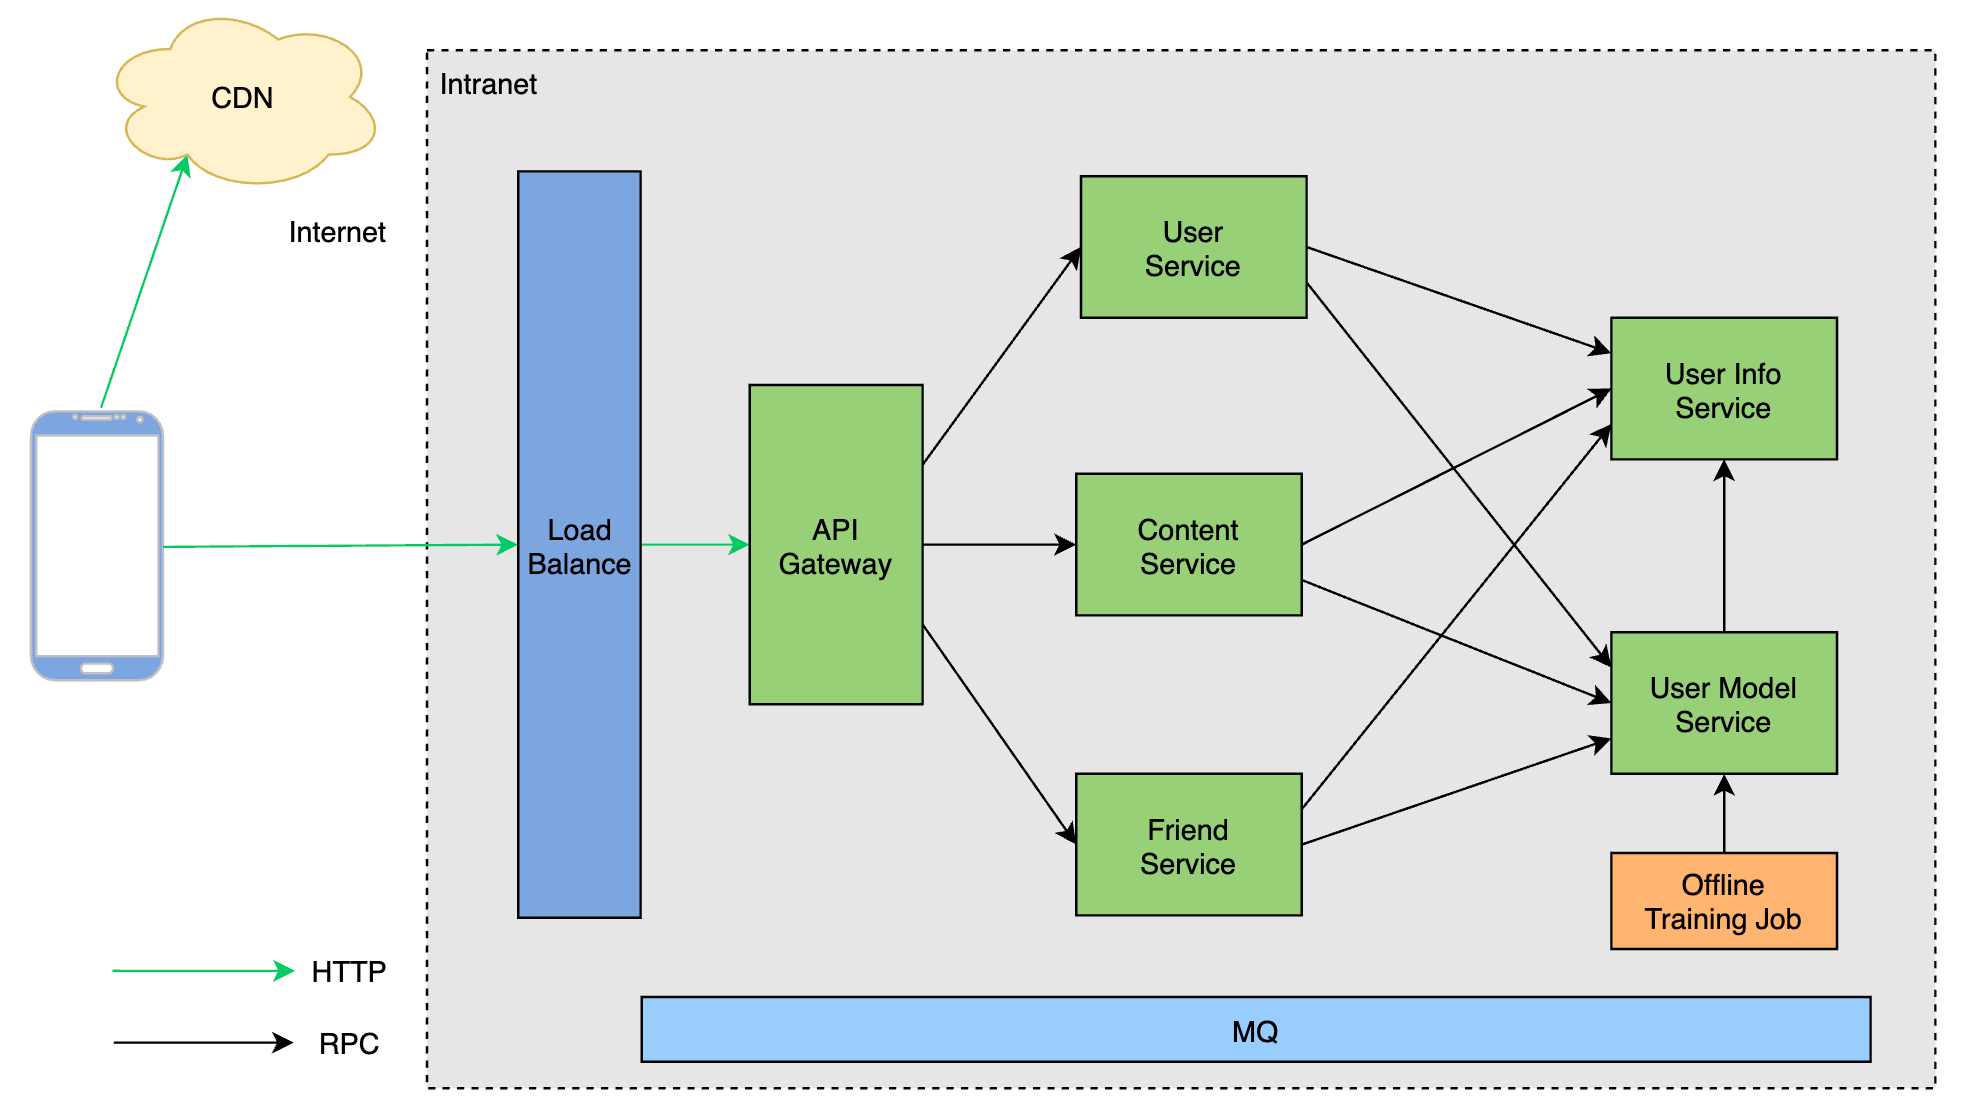 CDN
Intranet
Internet
Load
Balance
API
Gateway
User
Service
Content
Service
Friend
Service
User Info
Service
User Model
Service
Offline
Training Job
HTTP
RPC
MQ